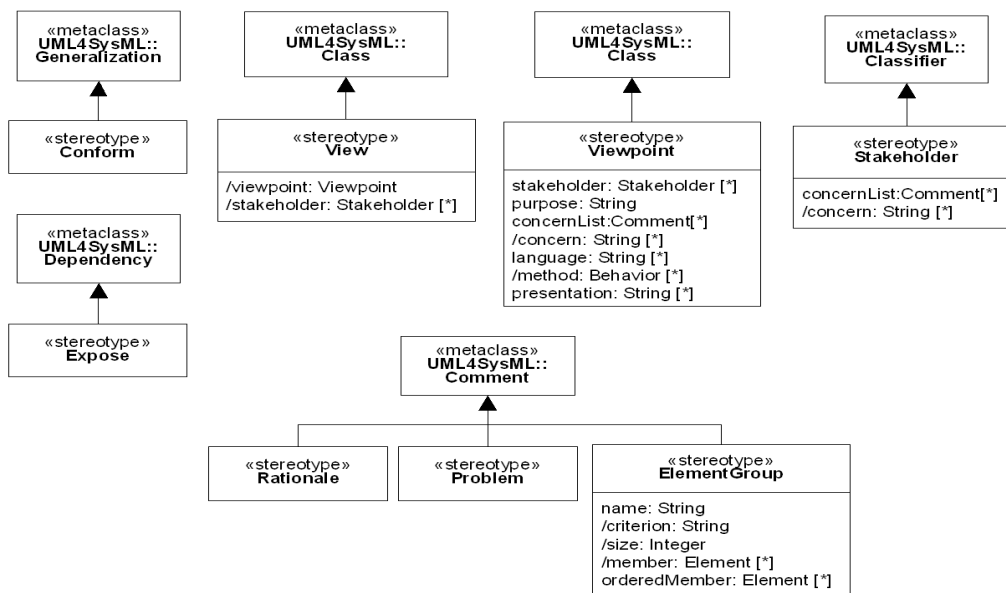 «metaclass»
UML4SysML::
Generalization
«stereotype»
Conform
«metaclass»
UML4SysML::
Class
«stereotype»
View
/viewpoint: Viewpoint
/stakeholder: Stakeholder [*]
«metaclass»
UML4SysML::
Class
«stereotype»
Viewpoint
stakeholder: Stakeholder [*]
purpose: String
concernList:Comment[*]
/concern: String [*]
language: String [*]
/method: Behavior [*]
presentation: String [*]
«metaclass»
UML4SysML::
Classifier
«stereotype»
Stakeholder
concernList:Comment[*]
/concern: String [*]
«metaclass»
UML4SysML::
Dependency
«stereotype»
Expose
«metaclass»
UML4SysML::
Comment
«stereotype»
Rationale
«stereotype»
Problem
«stereotype»
ElementGroup
name: String
/criterion: String
/size: Integer
/member: Element [*]
orderedMember: Element [*]